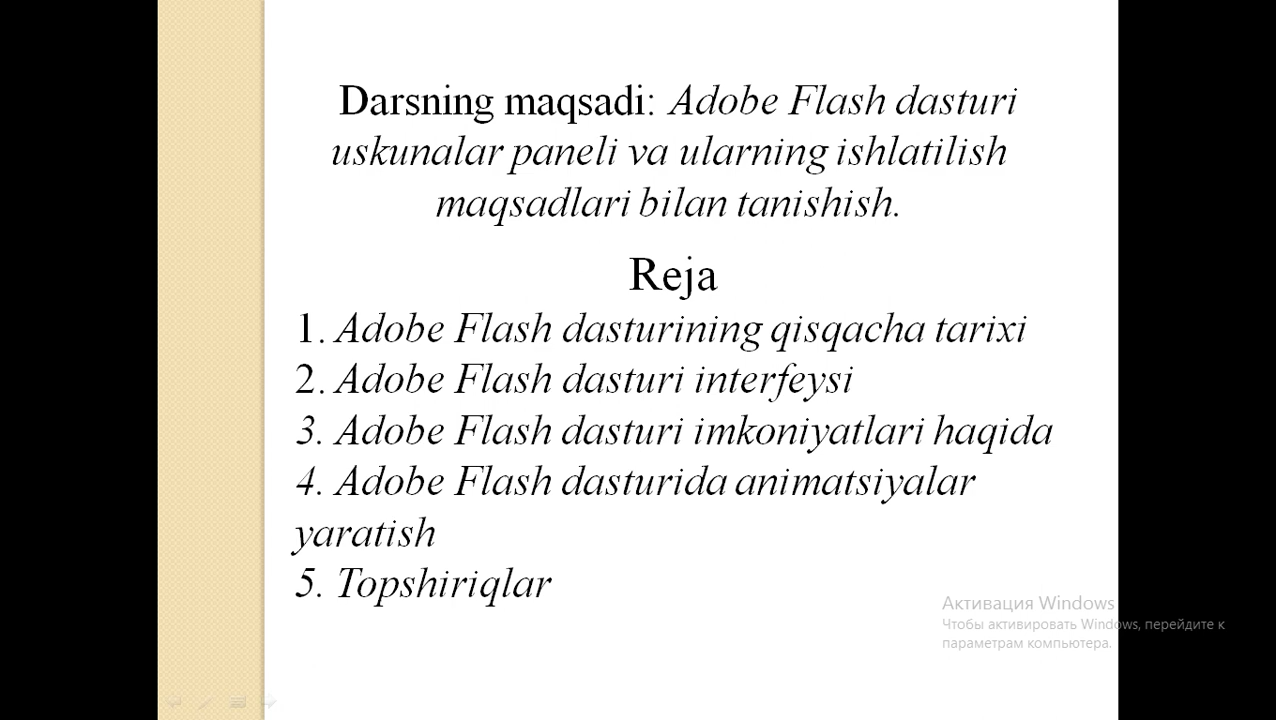 Darsning maqsadi: Adobe Flash dasturi
uskunalar paneli va ularning ishlatilish
maqsadlari bilan tanishish.
Reja
1. Adobe Flash dasturining qisqacha tarixi
2. Adobe Flash dasturi interfeysi
3. Adobe Flash dasturi imkoniyatlari haqida
4. Adobe Flash dasturida animatsiyalar
yaratish
5. Topshiriqlar
Активация Windows
Чтобы активировать Windows, перейдите к
параметрам компьютера.